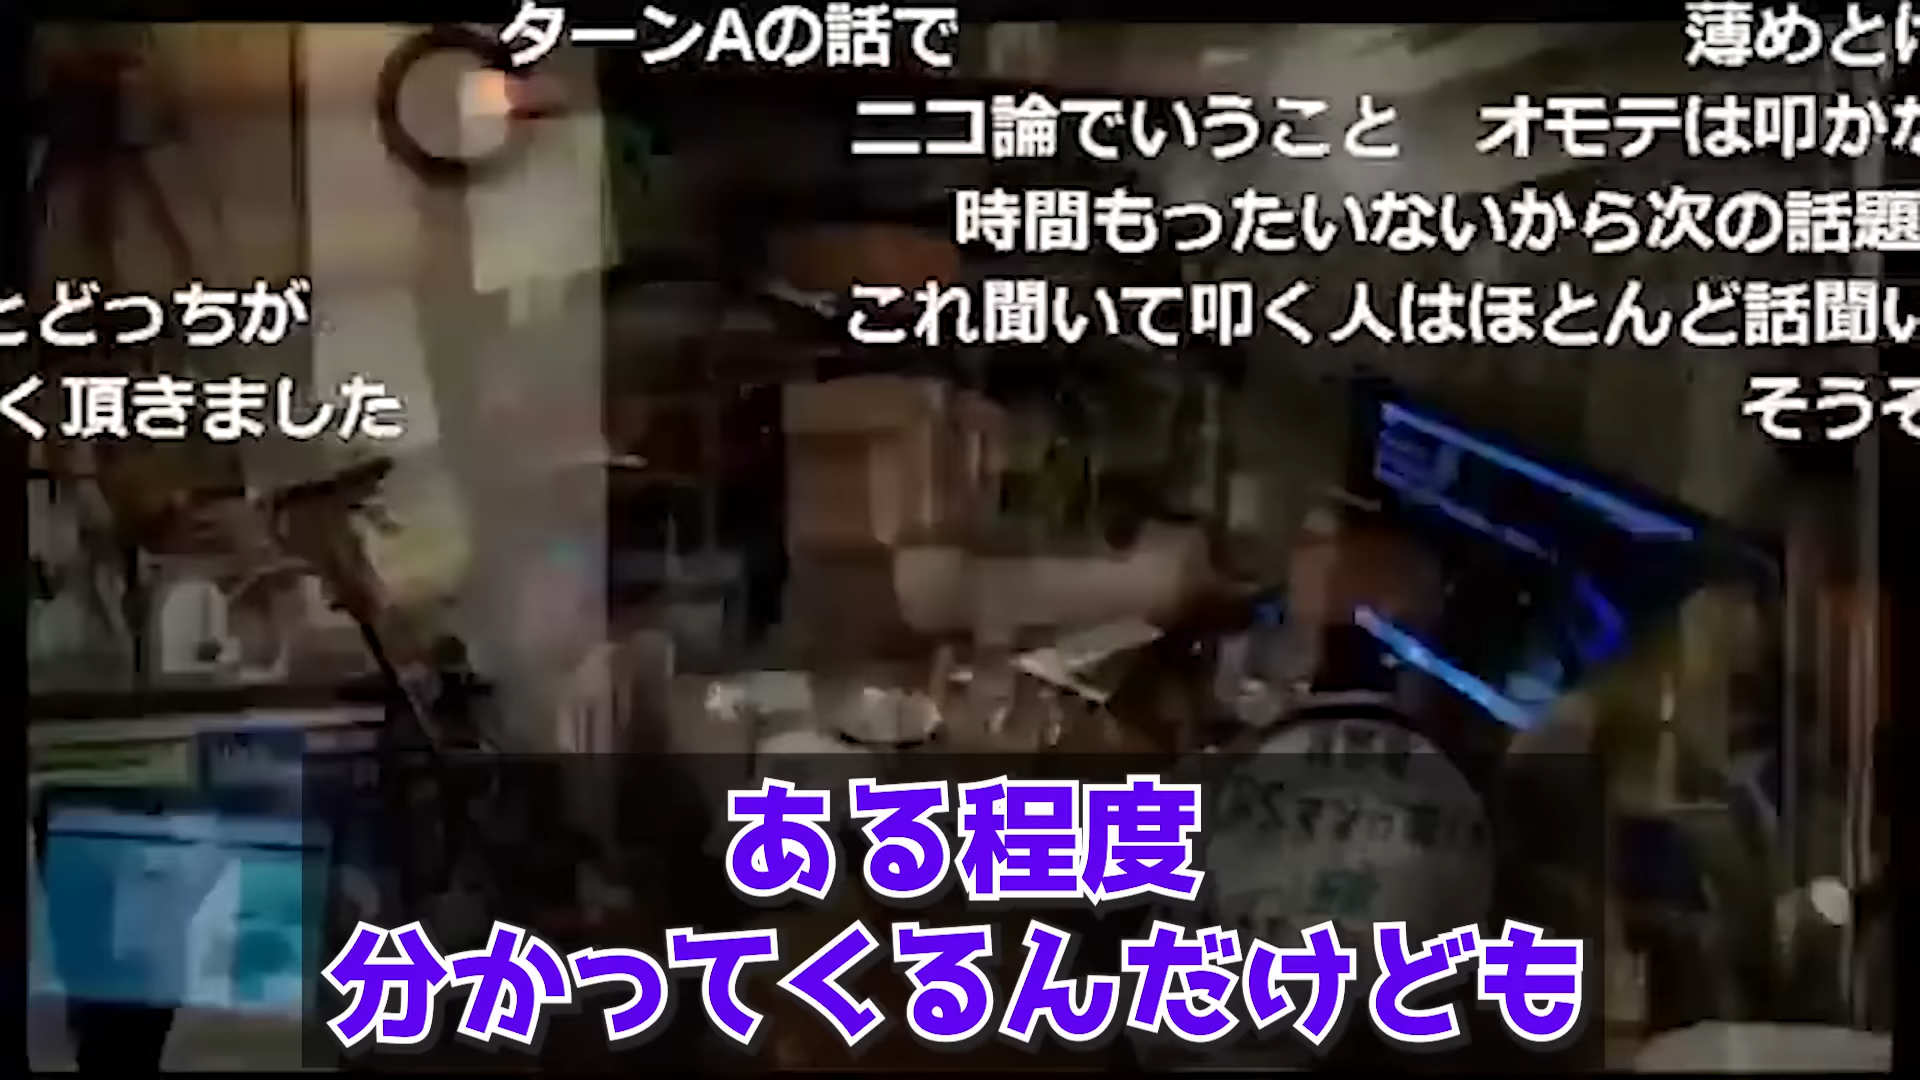 ターンAの話で
薄めとけ
ニコ論でいうこと オモテは叩かな
時間もったいないから次の話題
とどっちが
これ聞いて叩く人はほとんど話聞い
く頂きました
そうそ
ある程度
分かってくるんだけども